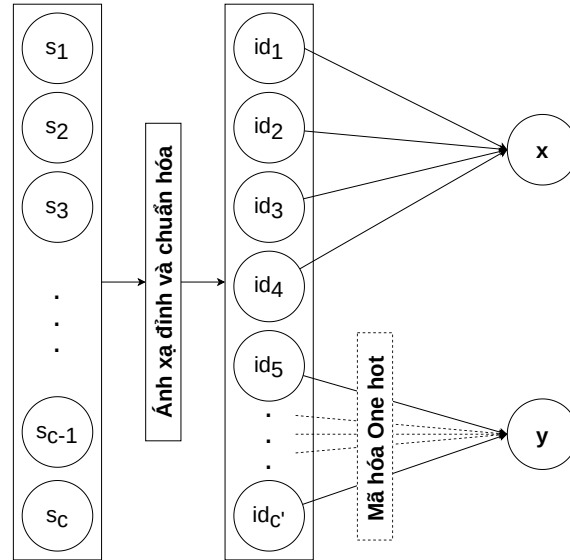 s1
s2
s3
.
.
.
sc-1
sc
Ánh xạ đỉnh và chuẩn hóa
id1
id2
id3
id4
id5
.
.
.
idc'
Mã hóa One hot
x
y